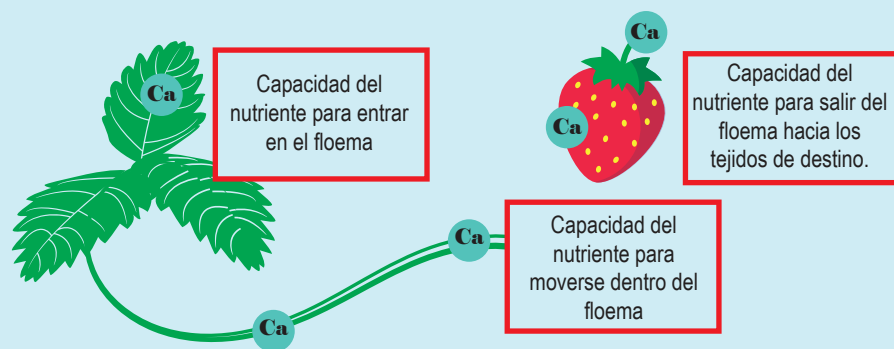 Ca
Capacidad del
nutriente para entrar
en el floema
Ca
Ca
Capacidad del
nutriente para salir del
floema hacia los
tejidos de destino.
Ca
Capacidad del
nutriente para
moverse dentro del
floema
Ca